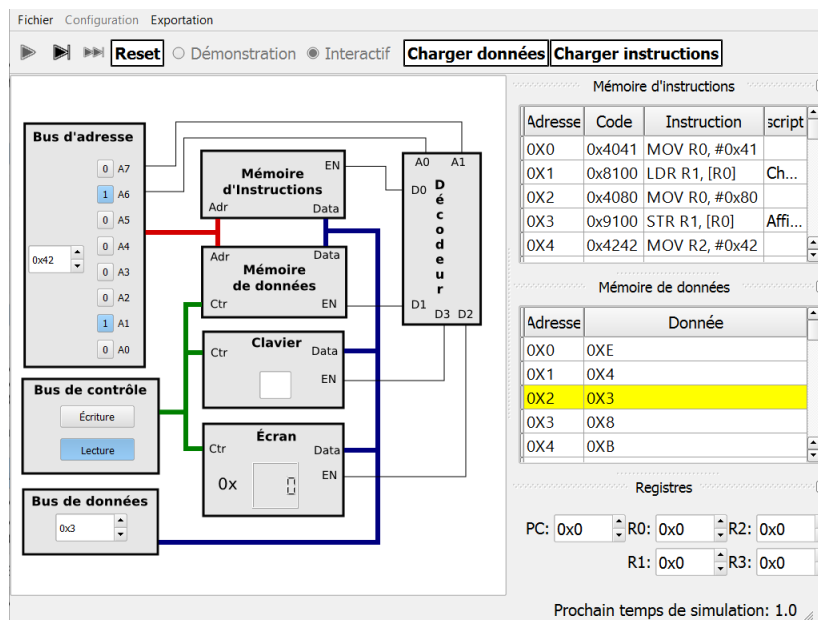 Fichier Configuration Exportation
Reset Démonstration Interactif Charger données Charger instructions
Bus d'adresse
0 A7
1 A6
0 A5
0 A4
0x42
0 A3
0 A2
1 A1
0 A0
Bus de contrôle
Écriture
Lecture
Bus de données
0x3
Mémoire d'Instructions
EN
Adr Data
Adr Data
Mémoire de données
Ctr EN
Clavier
Ctr Data
EN
Écran
Ctr Data
EN
0x 0
A0 A1
D0
Décodeur
D1
D3 D2
Mémoire d'instructions
Adresse Code Instruction script
0X0 0x4041 MOV R0, #0x41
0X1 0x8100 LDR R1, [R0] Ch...
0X2 0x4080 MOV R0, #0x80
0X3 0x9100 STR R1, [R0] Affi...
0X4 0x4242 MOV R2, #0x42
Mémoire de données
Adresse Donnée
0X0 0XE
0X1 0X4
0X2 0X3
0X3 0X8
0X4 0XB
Registres
PC: 0x0 R0: 0x0 R2: 0x0
R1: 0x0 R3: 0x0
Prochain temps de simulation: 1.0